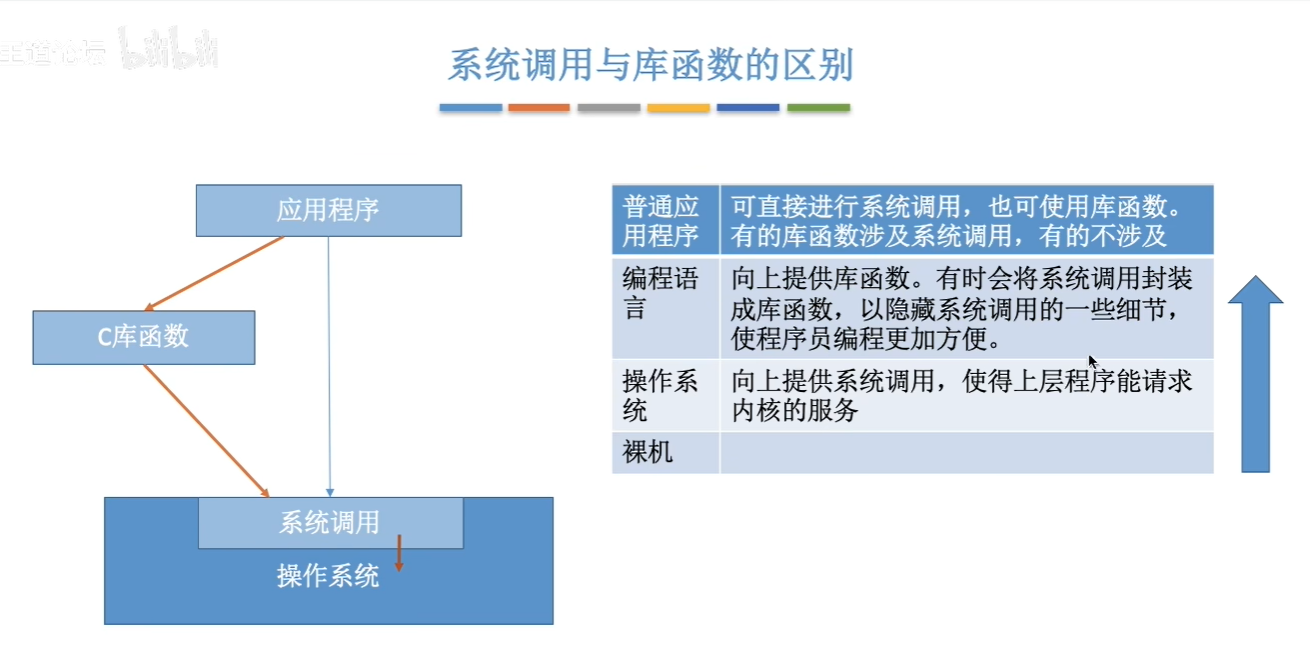 王道论坛 bilibili
系统调用与库函数的区别
应用程序
C库函数
系统调用
操作系统
普通应
用程序
可直接进行系统调用，也可使用库函数。
有的库函数涉及系统调用，有的不涉及
编程语
言
向上提供库函数。有时会将系统调用封装
成库函数，以隐藏系统调用的一些细节，
使程序员编程更加方便。
操作系
统
向上提供系统调用，使得上层程序能请求
内核的服务
裸机